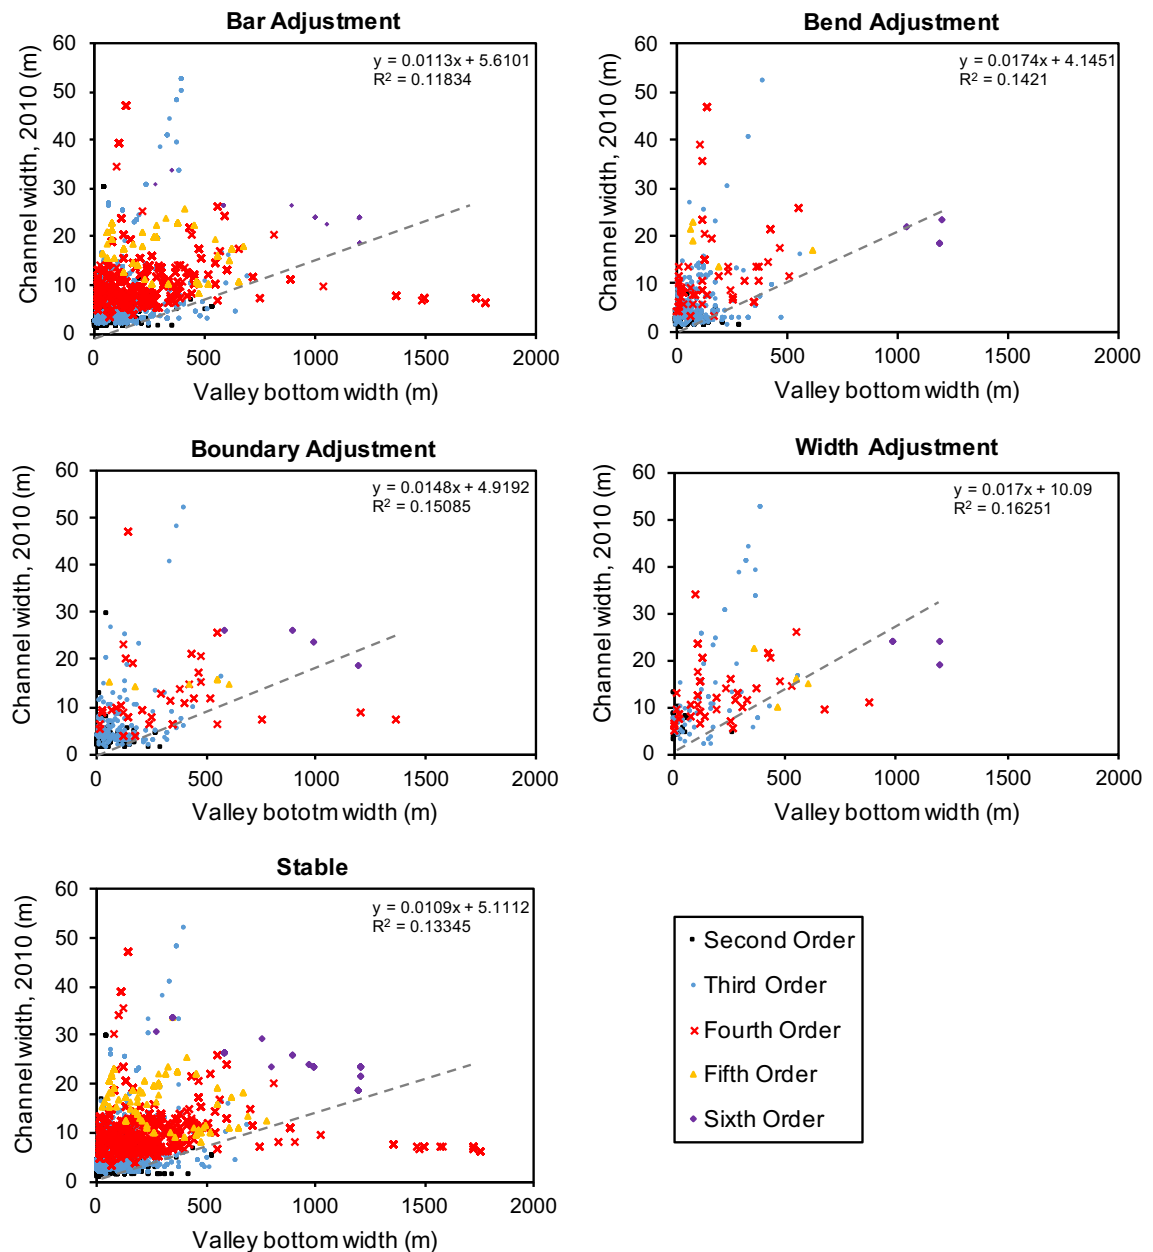 Bar Adjustment
y = 0.0113x + 5.6101
R² = 0.11834
Channel width, 2010 (m)
60
50
40
30
20
10
0
0 500 1000 1500 2000
Valley bottom width (m)
Bend Adjustment
y = 0.0174x + 4.1451
R² = 0.1421
Channel width, 2010 (m)
60
50
40
30
20
10
0
0 500 1000 1500 2000
Valley bottom width (m)
Boundary Adjustment
y = 0.0148x + 4.9192
R² = 0.15085
Channel width, 2010 (m)
60
50
40
30
20
10
0
0 500 1000 1500 2000
Valley bototm width (m)
Width Adjustment
y = 0.017x + 10.09
R² = 0.16251
Channel width, 2010 (m)
60
50
40
30
20
10
0
0 500 1000 1500 2000
Valley bottom width (m)
Stable
y = 0.0109x + 5.1112
R² = 0.13345
Channel width, 2010 (m)
60
50
40
30
20
10
0
0 500 1000 1500 2000
Valley bottom width (m)
Second Order
Third Order
Fourth Order
Fifth Order
Sixth Order